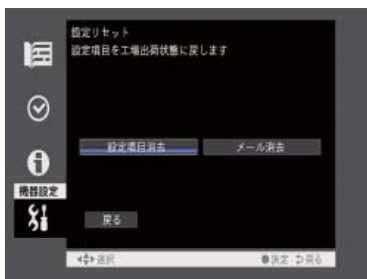 設定リセット
設定項目を工場出荷状態に戻します
設定項目消去
メール消去
機器設定
戻る
選択
決定 戻る